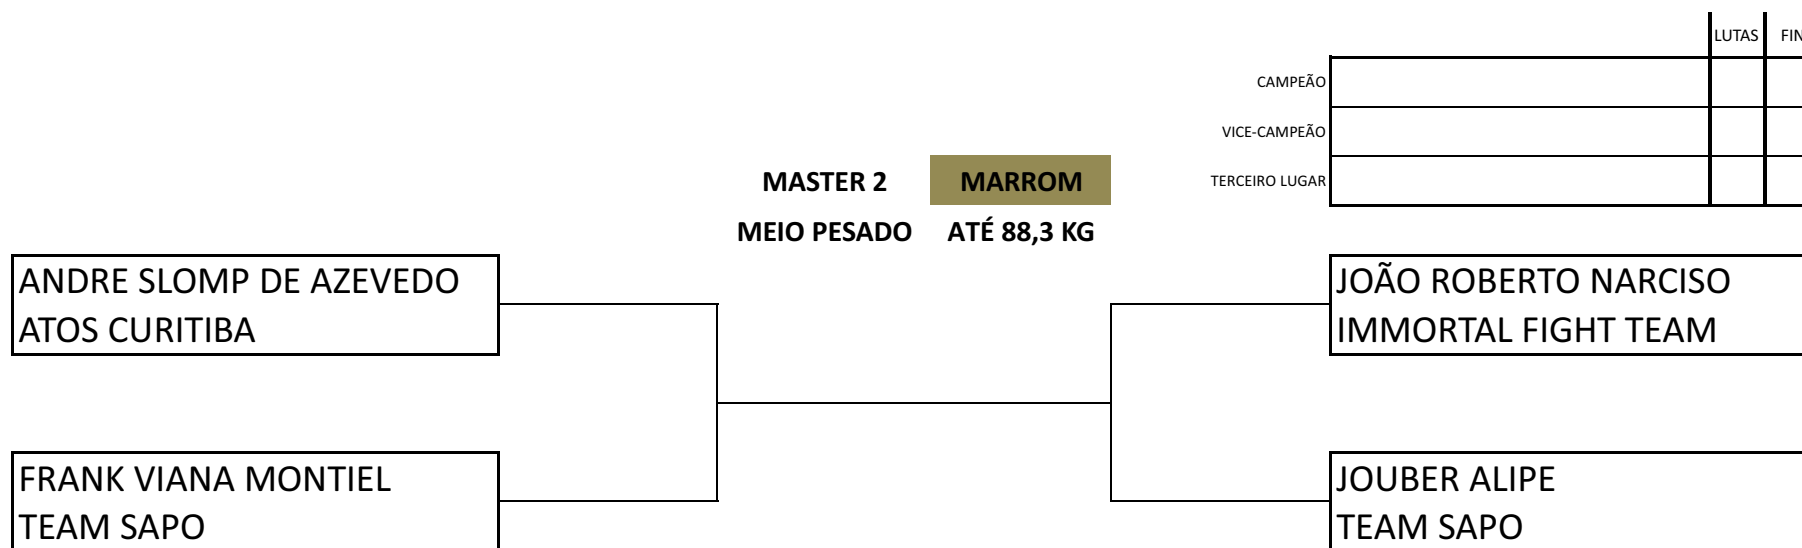 LUTAS FIN
CAMPEÃO
VICE-CAMPEÃO
TERCEIRO LUGAR
MASTER 2 MARROM
MEIO PESADO ATÉ 88,3 KG
ANDRE SLOMP DE AZEVEDO
ATOS CURITIBA
JOÃO ROBERTO NARCISO
IMMORTAL FIGHT TEAM
FRANK VIANA MONTIEL
TEAM SAPO
JOUBER ALIPE
TEAM SAPO